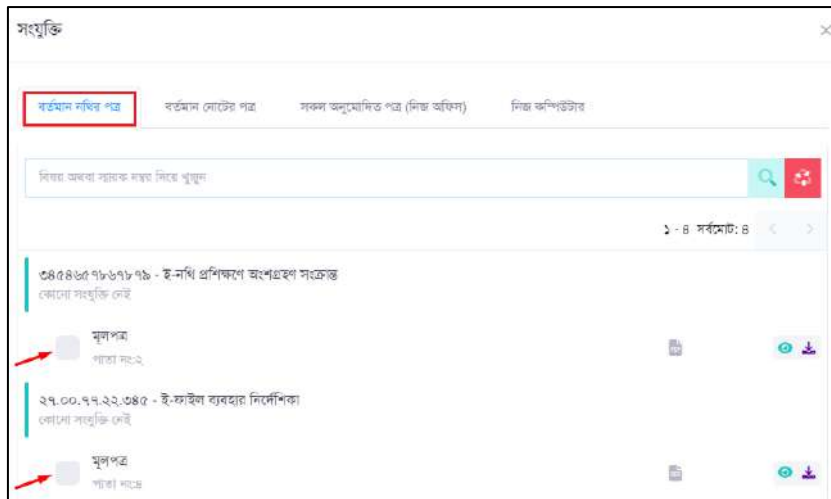 সংযুক্তি
বর্তমান নথির পত্র বর্তমান নোটের পত্র সকল অনুমোদিত পত্র (নিজ অফিস) নিজ কম্পিউটার
বিষয় অথবা স্মারক নম্বর দিয়ে খুজুন
১ - ৪ সর্বমোট: ৪
৩৪৫৪৬৫৭৮৬৭৮৭৯ - ই-নথি প্রশিক্ষণে অংশগ্রহণ সংক্রান্ত
কোনো সংযুক্তি নেই
মূলপত্র
পাতা নং:২
২৭.০০.৭৭.২২.৩৪৫ - ই-ফাইল ব্যবহার নির্দেশিকা
কোনো সংযুক্তি নেই
মূলপত্র
পাতা নং:৪